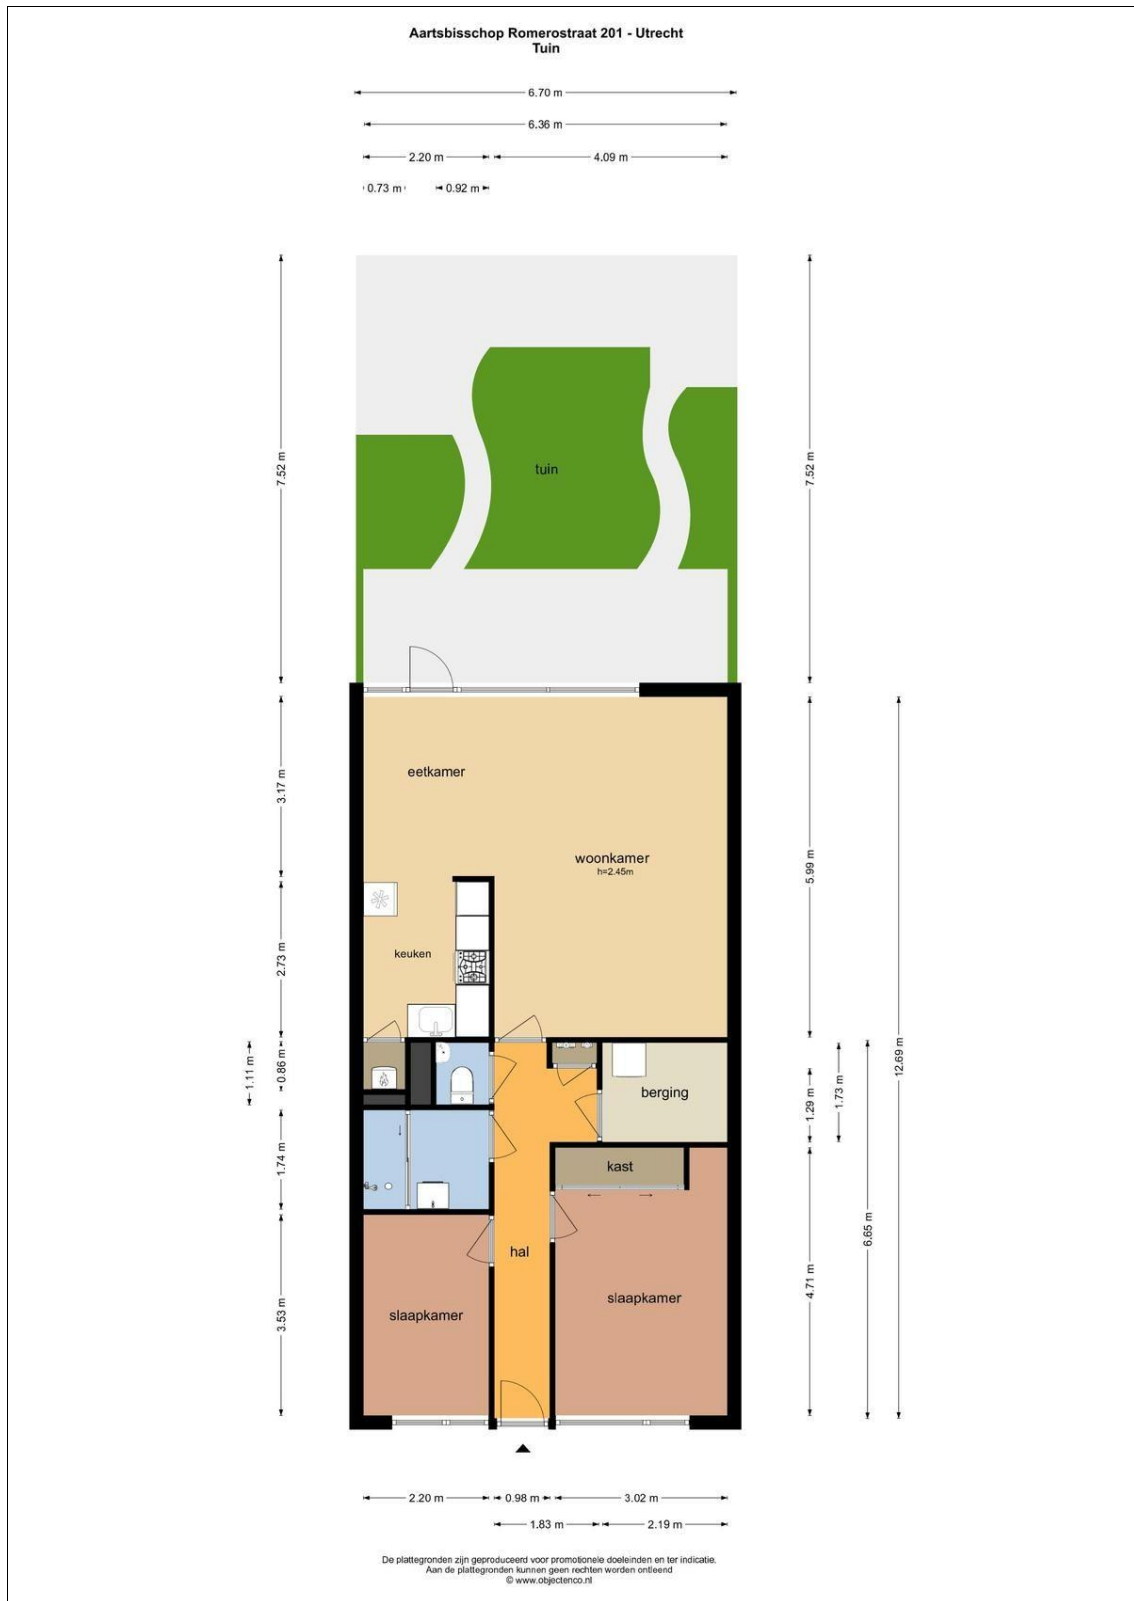 Aartsbisschop Romerostraat 201 - Utrecht
Tuin
6.70 m
6.36 m
2.20 m
4.09 m
0.73 m
0.92 m
7.52 m
7.52 m
tuin
eetkamer
woonkamer
h=2.45m
keuken
3.17 m
5.99 m
2.73 m
12.69 m
1.11 m
0.86 m
berging
1.29 m
1.73 m
1.74 m
kast
hal
6.65 m
4.71 m
slaapkamer
slaapkamer
3.53 m
2.20 m
0.98 m
3.02 m
1.83 m
2.19 m
De plattegronden zijn geproduceerd voor promotionele doeleinden en ter indicatie.
Aan de plattegronden kunnen geen rechten worden ontleend
© www.objectenco.nl